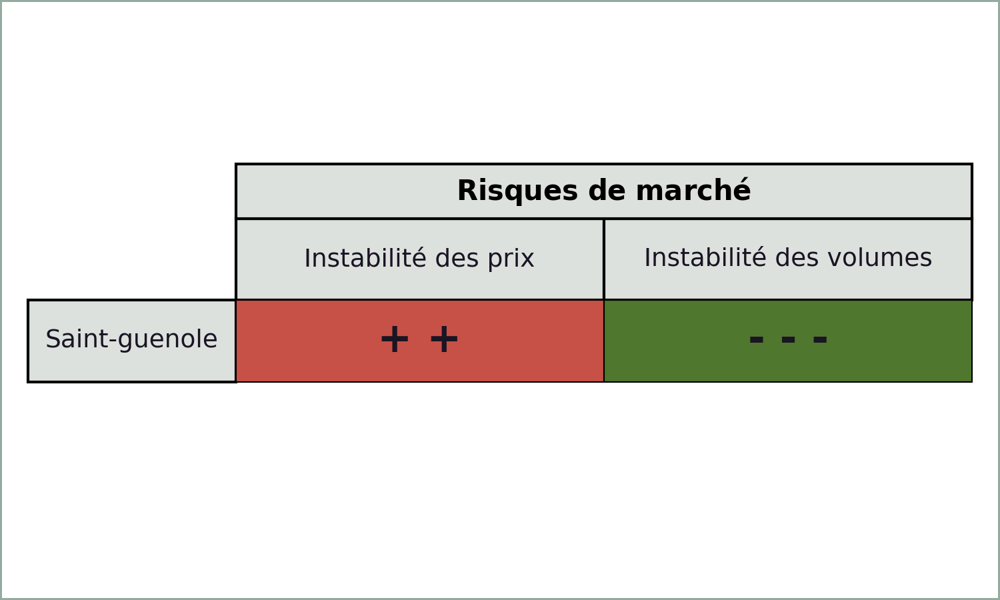 Risques de marché
Instabilité des prix
Instabilité des volumes
Saint-guenole
+ +
- - -